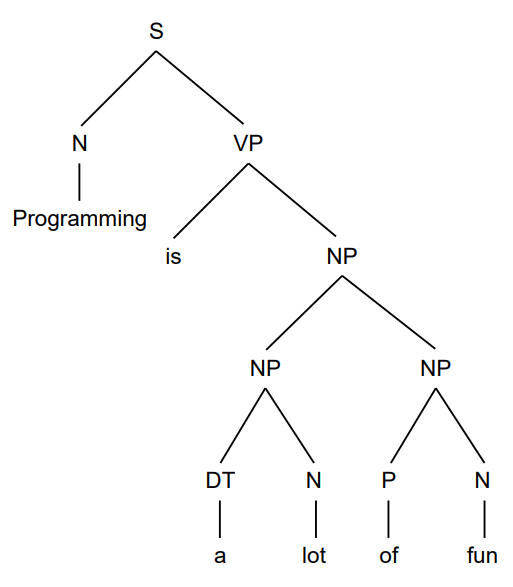 S
N VP
Programming
is NP
NP NP
DT N P N
a lot of fun